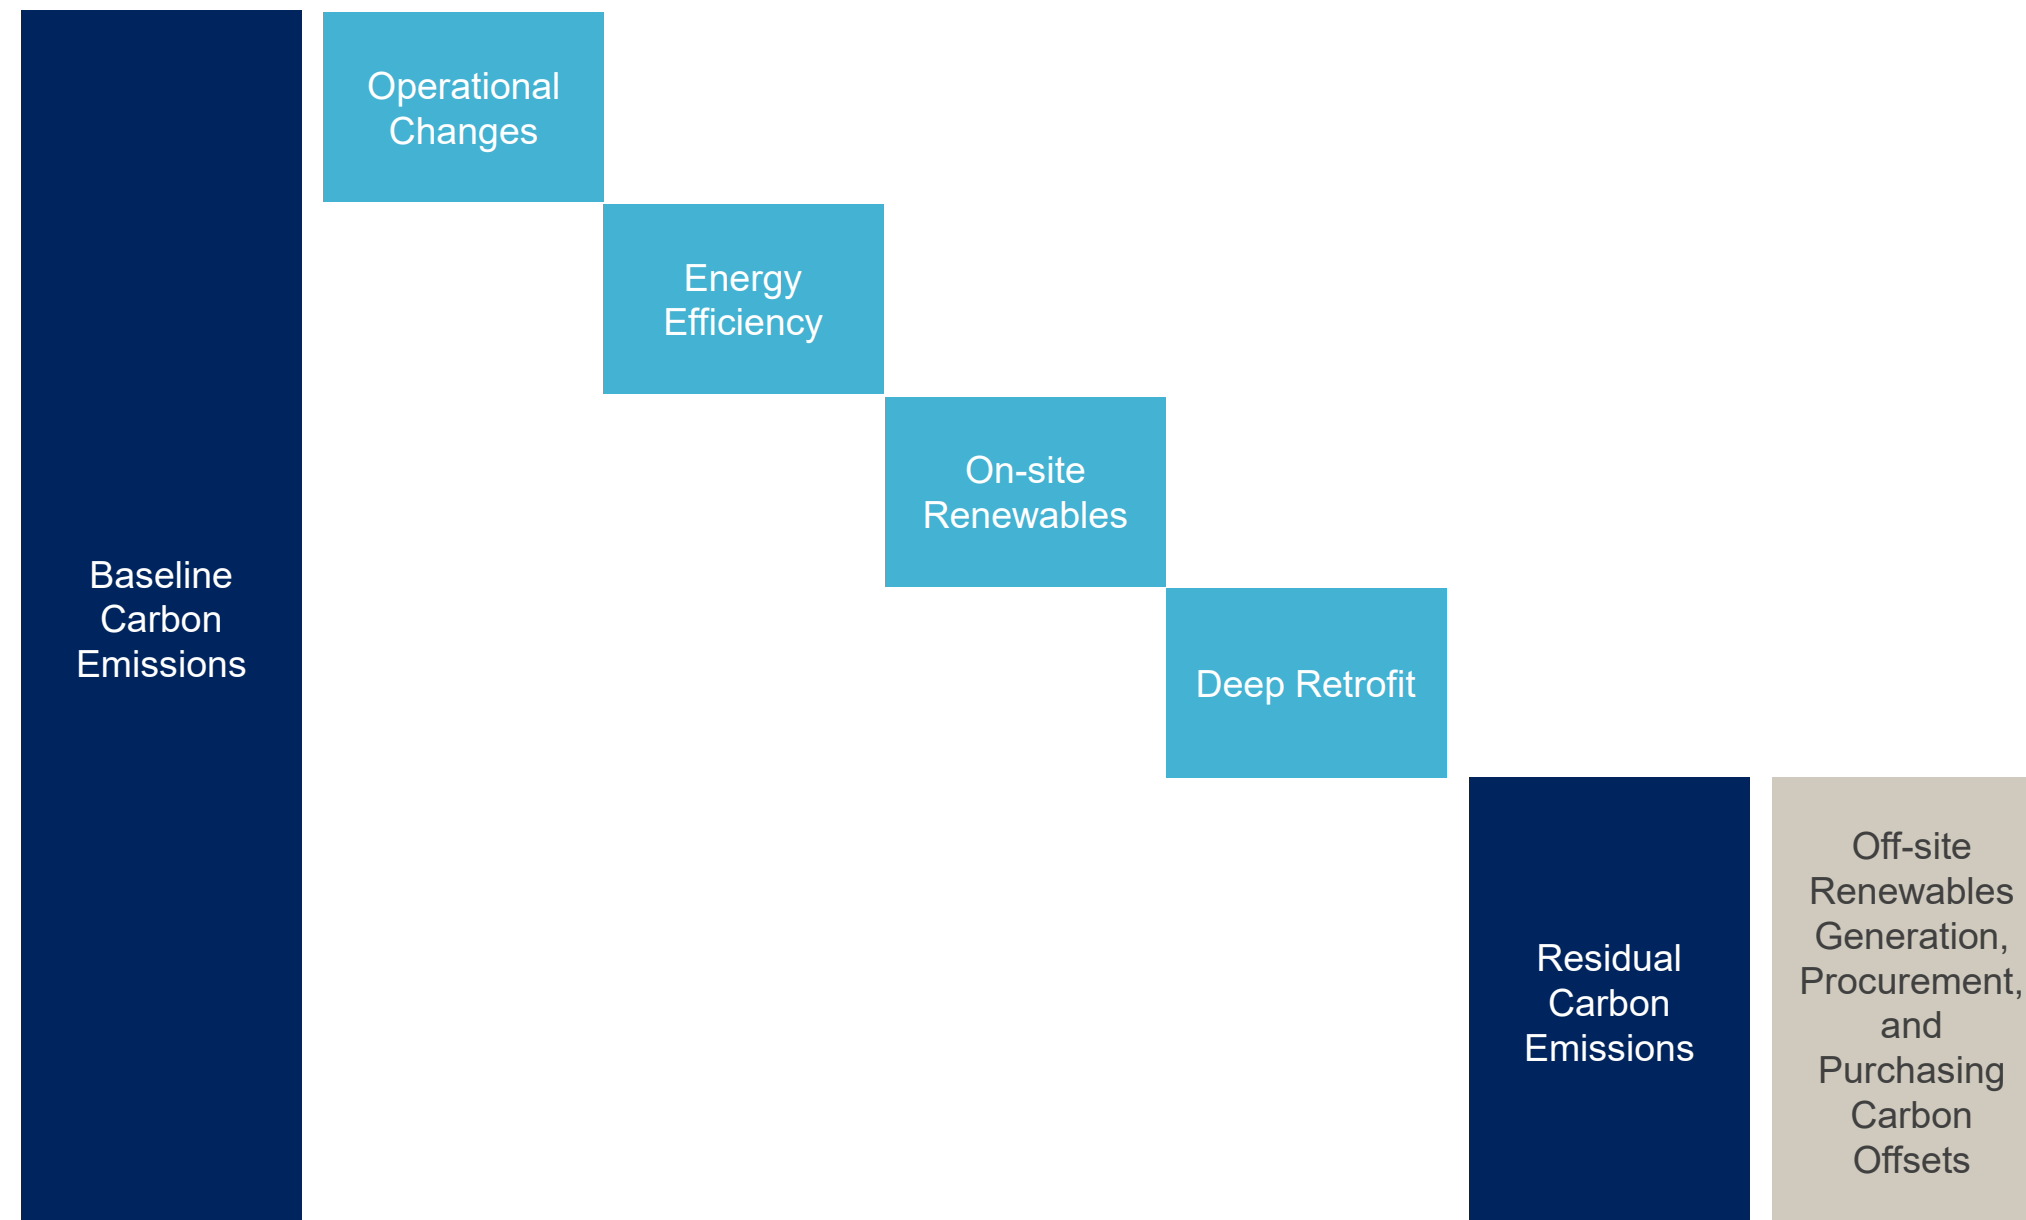 Baseline
Carbon
Emissions
Operational
Changes
Energy
Efficiency
On-site
Renewables
Deep Retrofit
Residual
Carbon
Emissions
Off-site
Renewables
Generation,
Procurement,
and
Purchasing
Carbon
Offsets